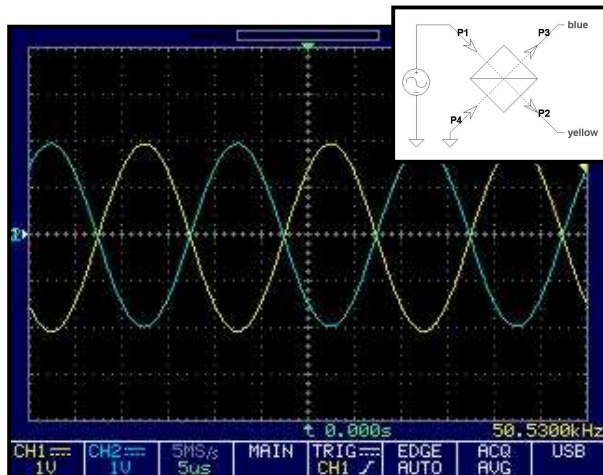 P1
P3
blue
P4
P2
yellow
t 0.000s
50.5300kHz
CH1
1V
CH2
1V
5MS/s
5us
MAIN
TRIG
CH1
EDGE
AUTO
ACQ
AVG
USB